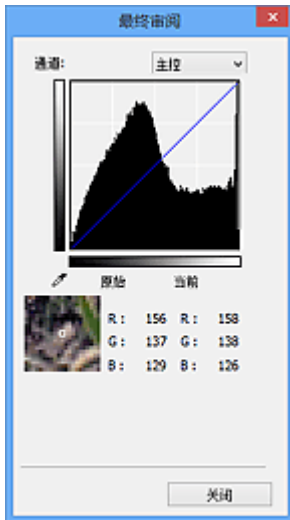 最终审阅
通道: 主控
原始 当前
R: 156 R: 158
G: 137 G: 138
B: 129 B: 126
关闭